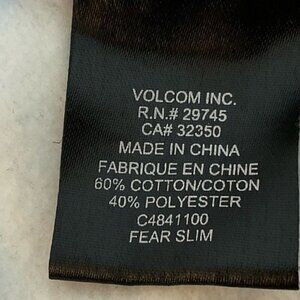 VOLCOM INC.
R.N.# 29745
CA# 32350
MADE IN CHINA
FABRIQUE EN CHINE
60% COTTON/COTON
40% POLYESTER
C4841100
FEAR SLIM